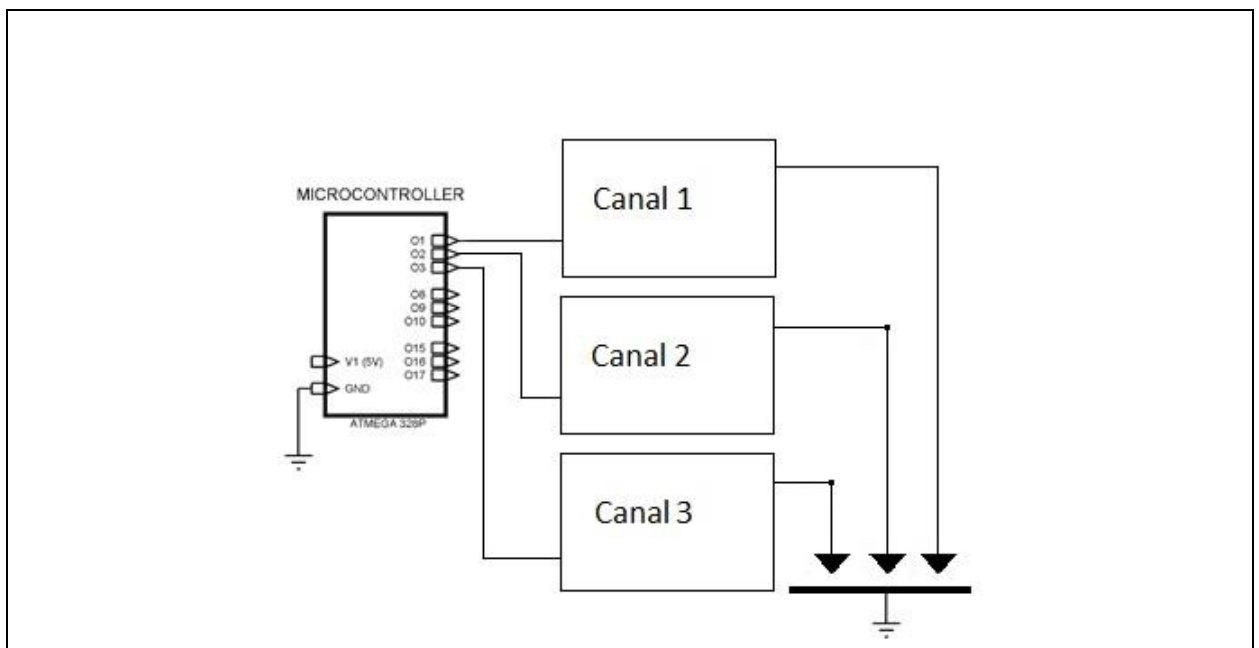 MICROCONTROLLER
O1
O2
O3
O8
O9
O10
O15
O16
O17
V1 (5V)
GND
ATMEGA 328P
Canal 1
Canal 2
Canal 3